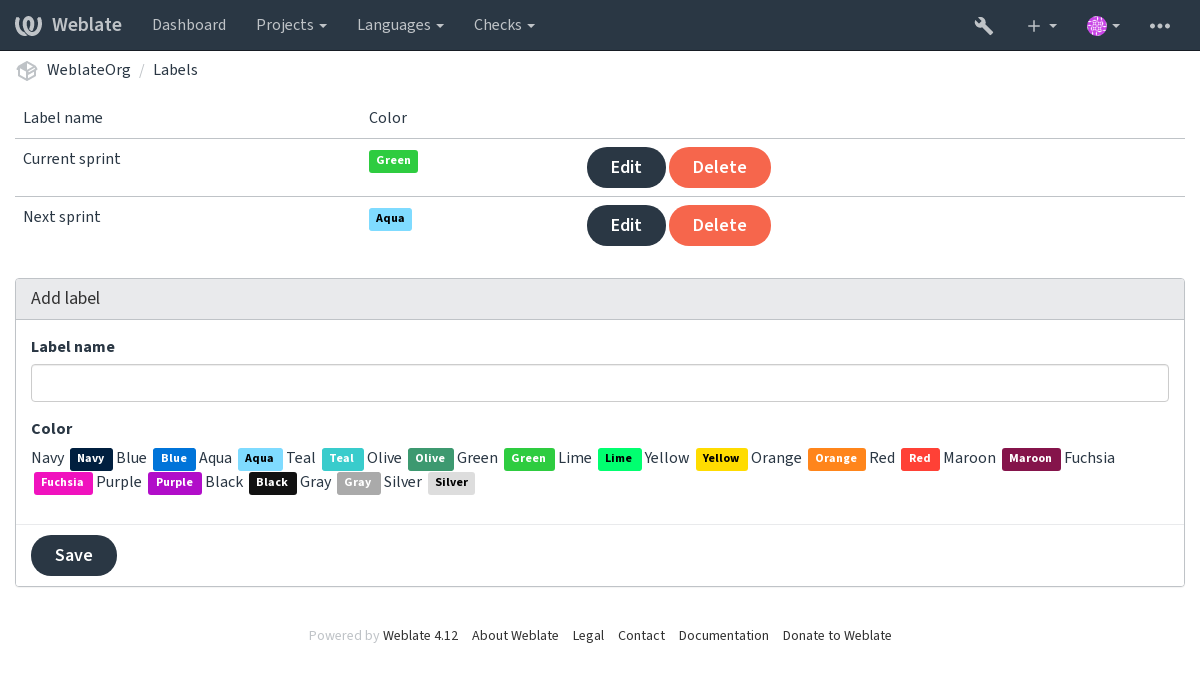 Weblate Dashboard Projects Languages Checks
WeblateOrg / Labels
Label name Color
Current sprint Green Edit Delete
Next sprint Aqua Edit Delete
Add label
Label name
Color
Navy Navy Blue Blue Aqua Aqua Teal Teal Olive Olive Green Green Lime Lime Yellow Yellow Orange Orange Red Red Maroon Maroon Fuchsia
Fuchsia Purple Purple Black Black Gray Gray Silver Silver
Save
Powered by Weblate 4.12 About Weblate Legal Contact Documentation Donate to Weblate